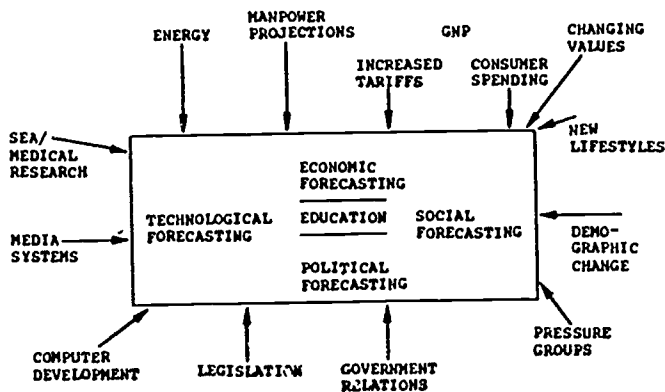 ENERGY
MANPOWER
PROJECTIONS
GNP
CHANGING
VALUES
INCREASED
TARIFFS
CONSUMER
SPENDING
SEA/
MEDICAL
RESEARCH
NEW
LIFESTYLES
ECONOMIC
FORECASTING
TECHNOLOGICAL
FORECASTING
EDUCATION
SOCIAL
FORECASTING
MEDIA
SYSTEMS
DEMO-
GRAPHIC
CHANGE
POLITICAL
FORECASTING
COMPUTER
DEVELOPMENT
LEGISLATION
GOVERNMENT
RELATIONS
PRESSURE
GROUPS